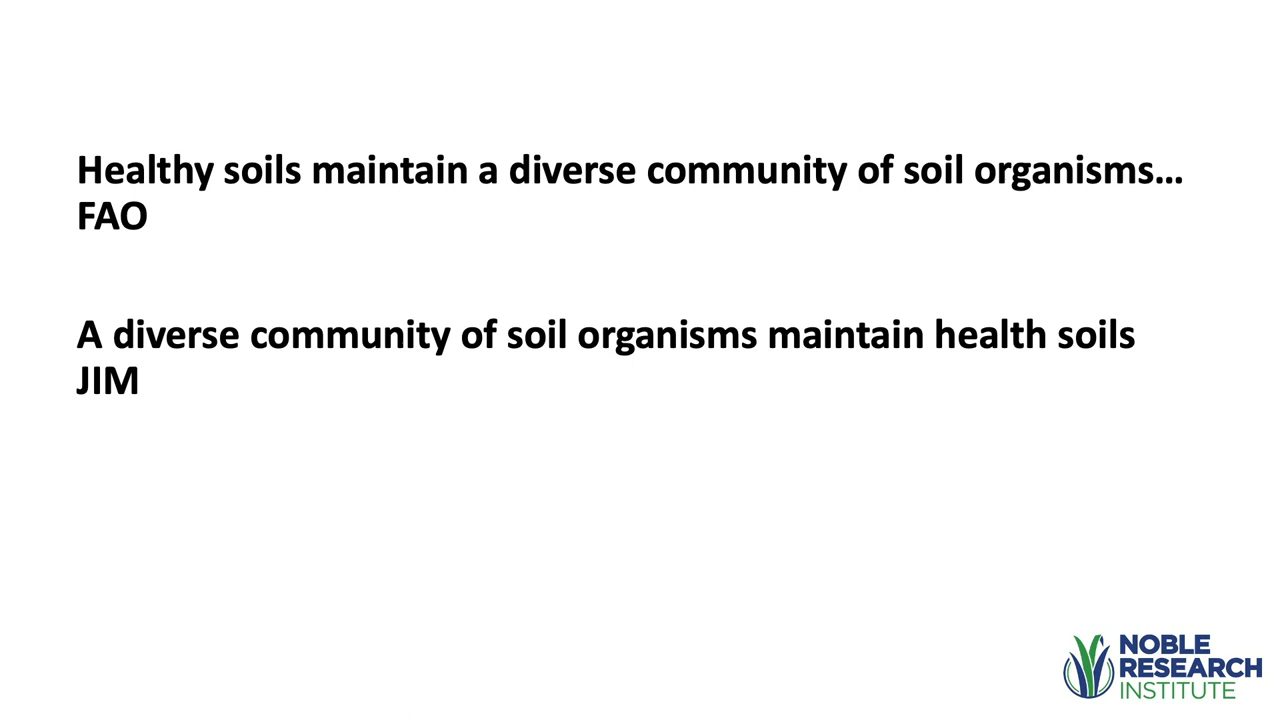 Healthy soils maintain a diverse community of soil organisms…
FAO
A diverse community of soil organisms maintain health soils
JIM
NOBLE
RESEARCH
INSTITUTE